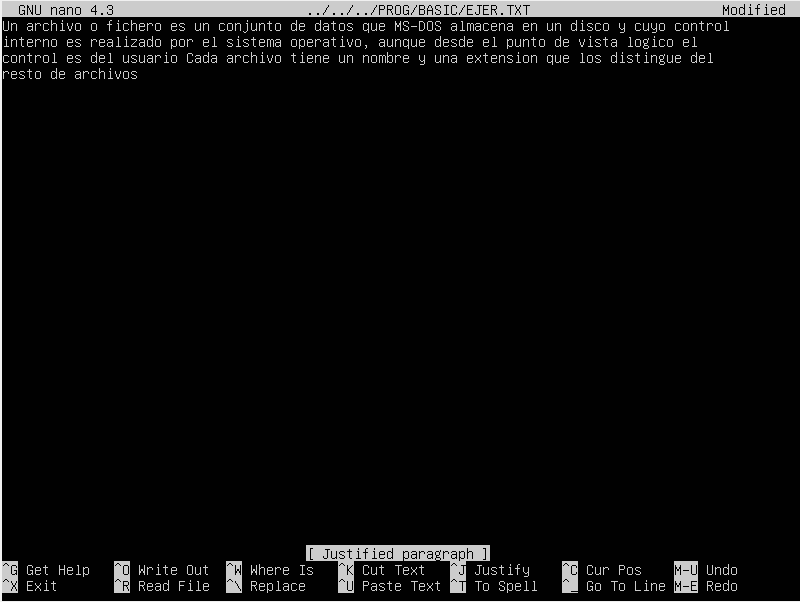 GNU nano 4.3 ../../../PROG/BASIC/EJER.TXT Modified
Un archivo o fichero es un conjunto de datos que MS-DOS almacena en un disco y cuyo control
interno es realizado por el sistema operativo, aunque desde el punto de vista logico el
control es del usuario Cada archivo tiene un nombre y una extension que los distingue del
resto de archivos
[ Justified paragraph ]
^G Get Help ^O Write Out ^W Where Is ^K Cut Text ^J Justify ^C Cur Pos M-U Undo
^X Exit ^R Read File ^\ Replace ^U Paste Text ^T To Spell ^_ Go To Line M-E Redo